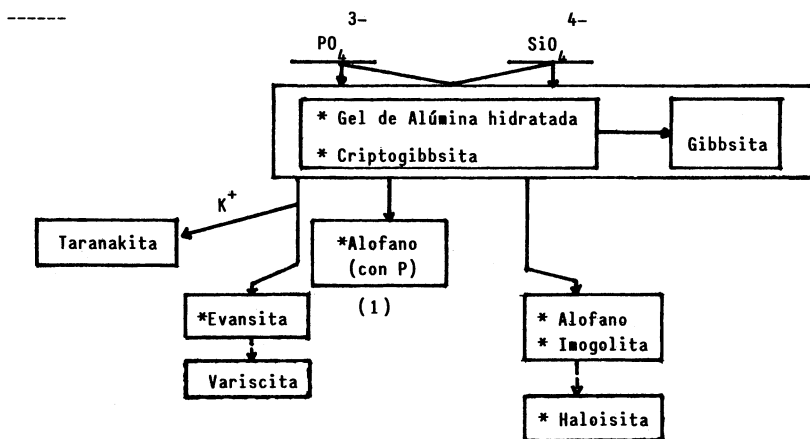 ------
3-
4-
PO4
SiO4
* Gel de Alúmina hidratada
* Criptogibbsita
Gibbsita
K+
Taranakita
*Alofano
(con P)
(1)
*Evansita
Variscita
* Alofano
* Imogolita
* Haloisita